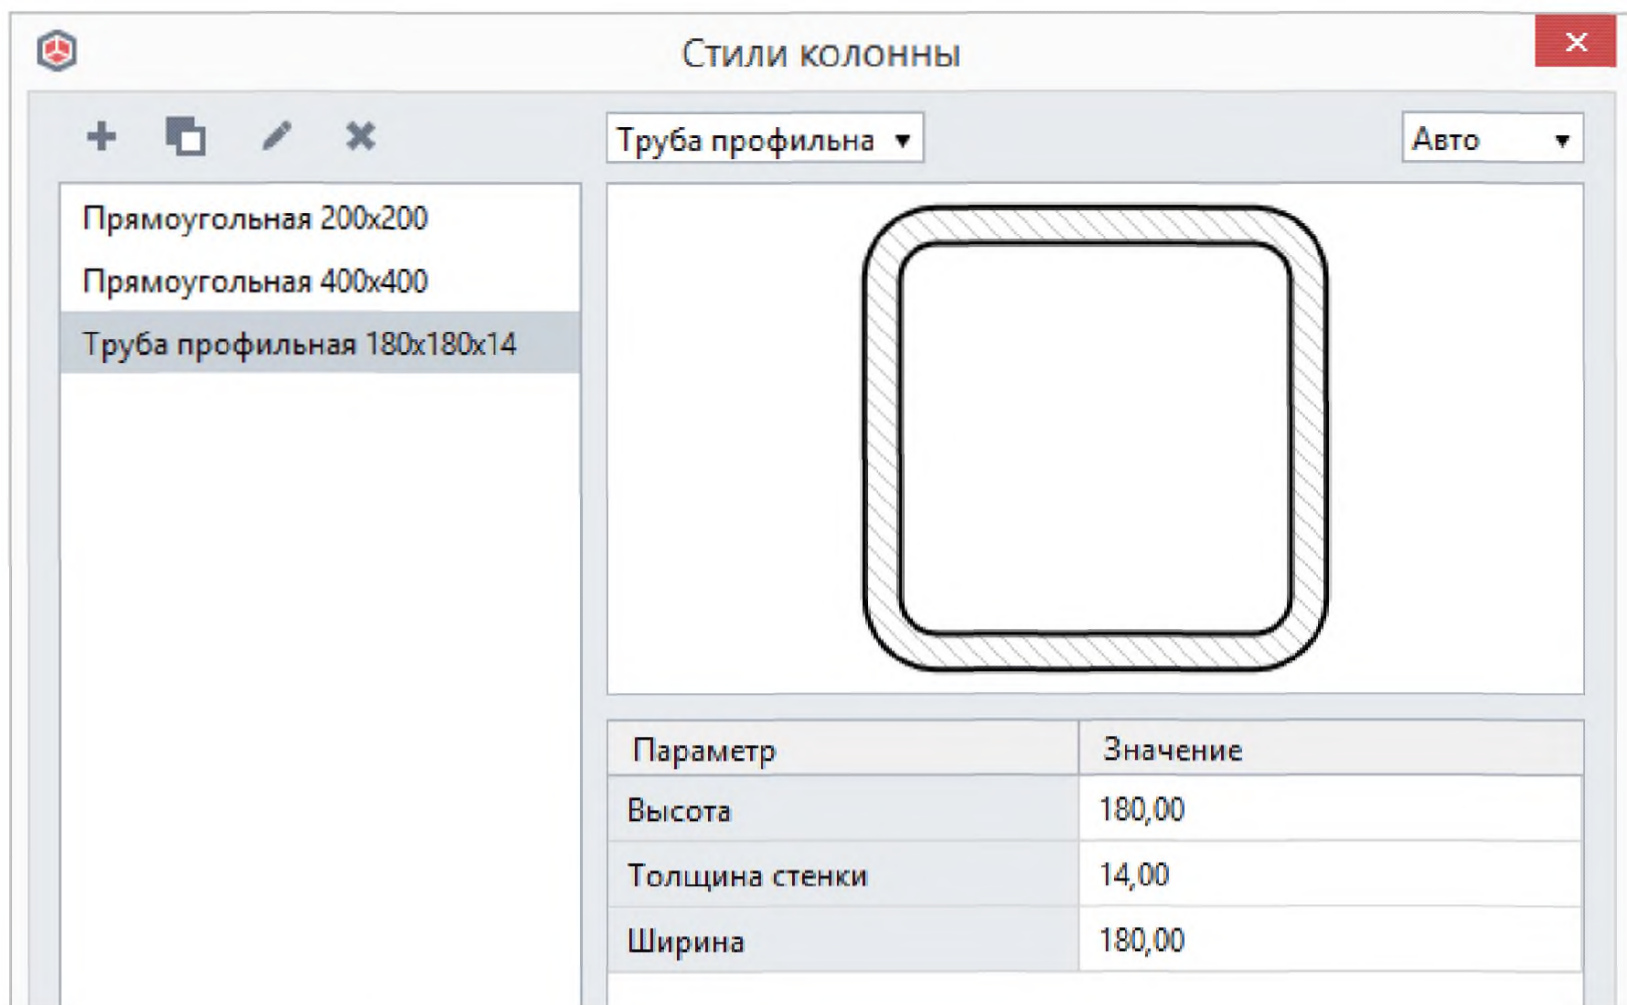 Стили колонны
Труба профильна
Авто
Прямоугольная 200х200
Прямоугольная 400х400
Труба профильная 180х180х14
Параметр Значение
Высота 180,00
Толщина стенки 14,00
Ширина 180,00